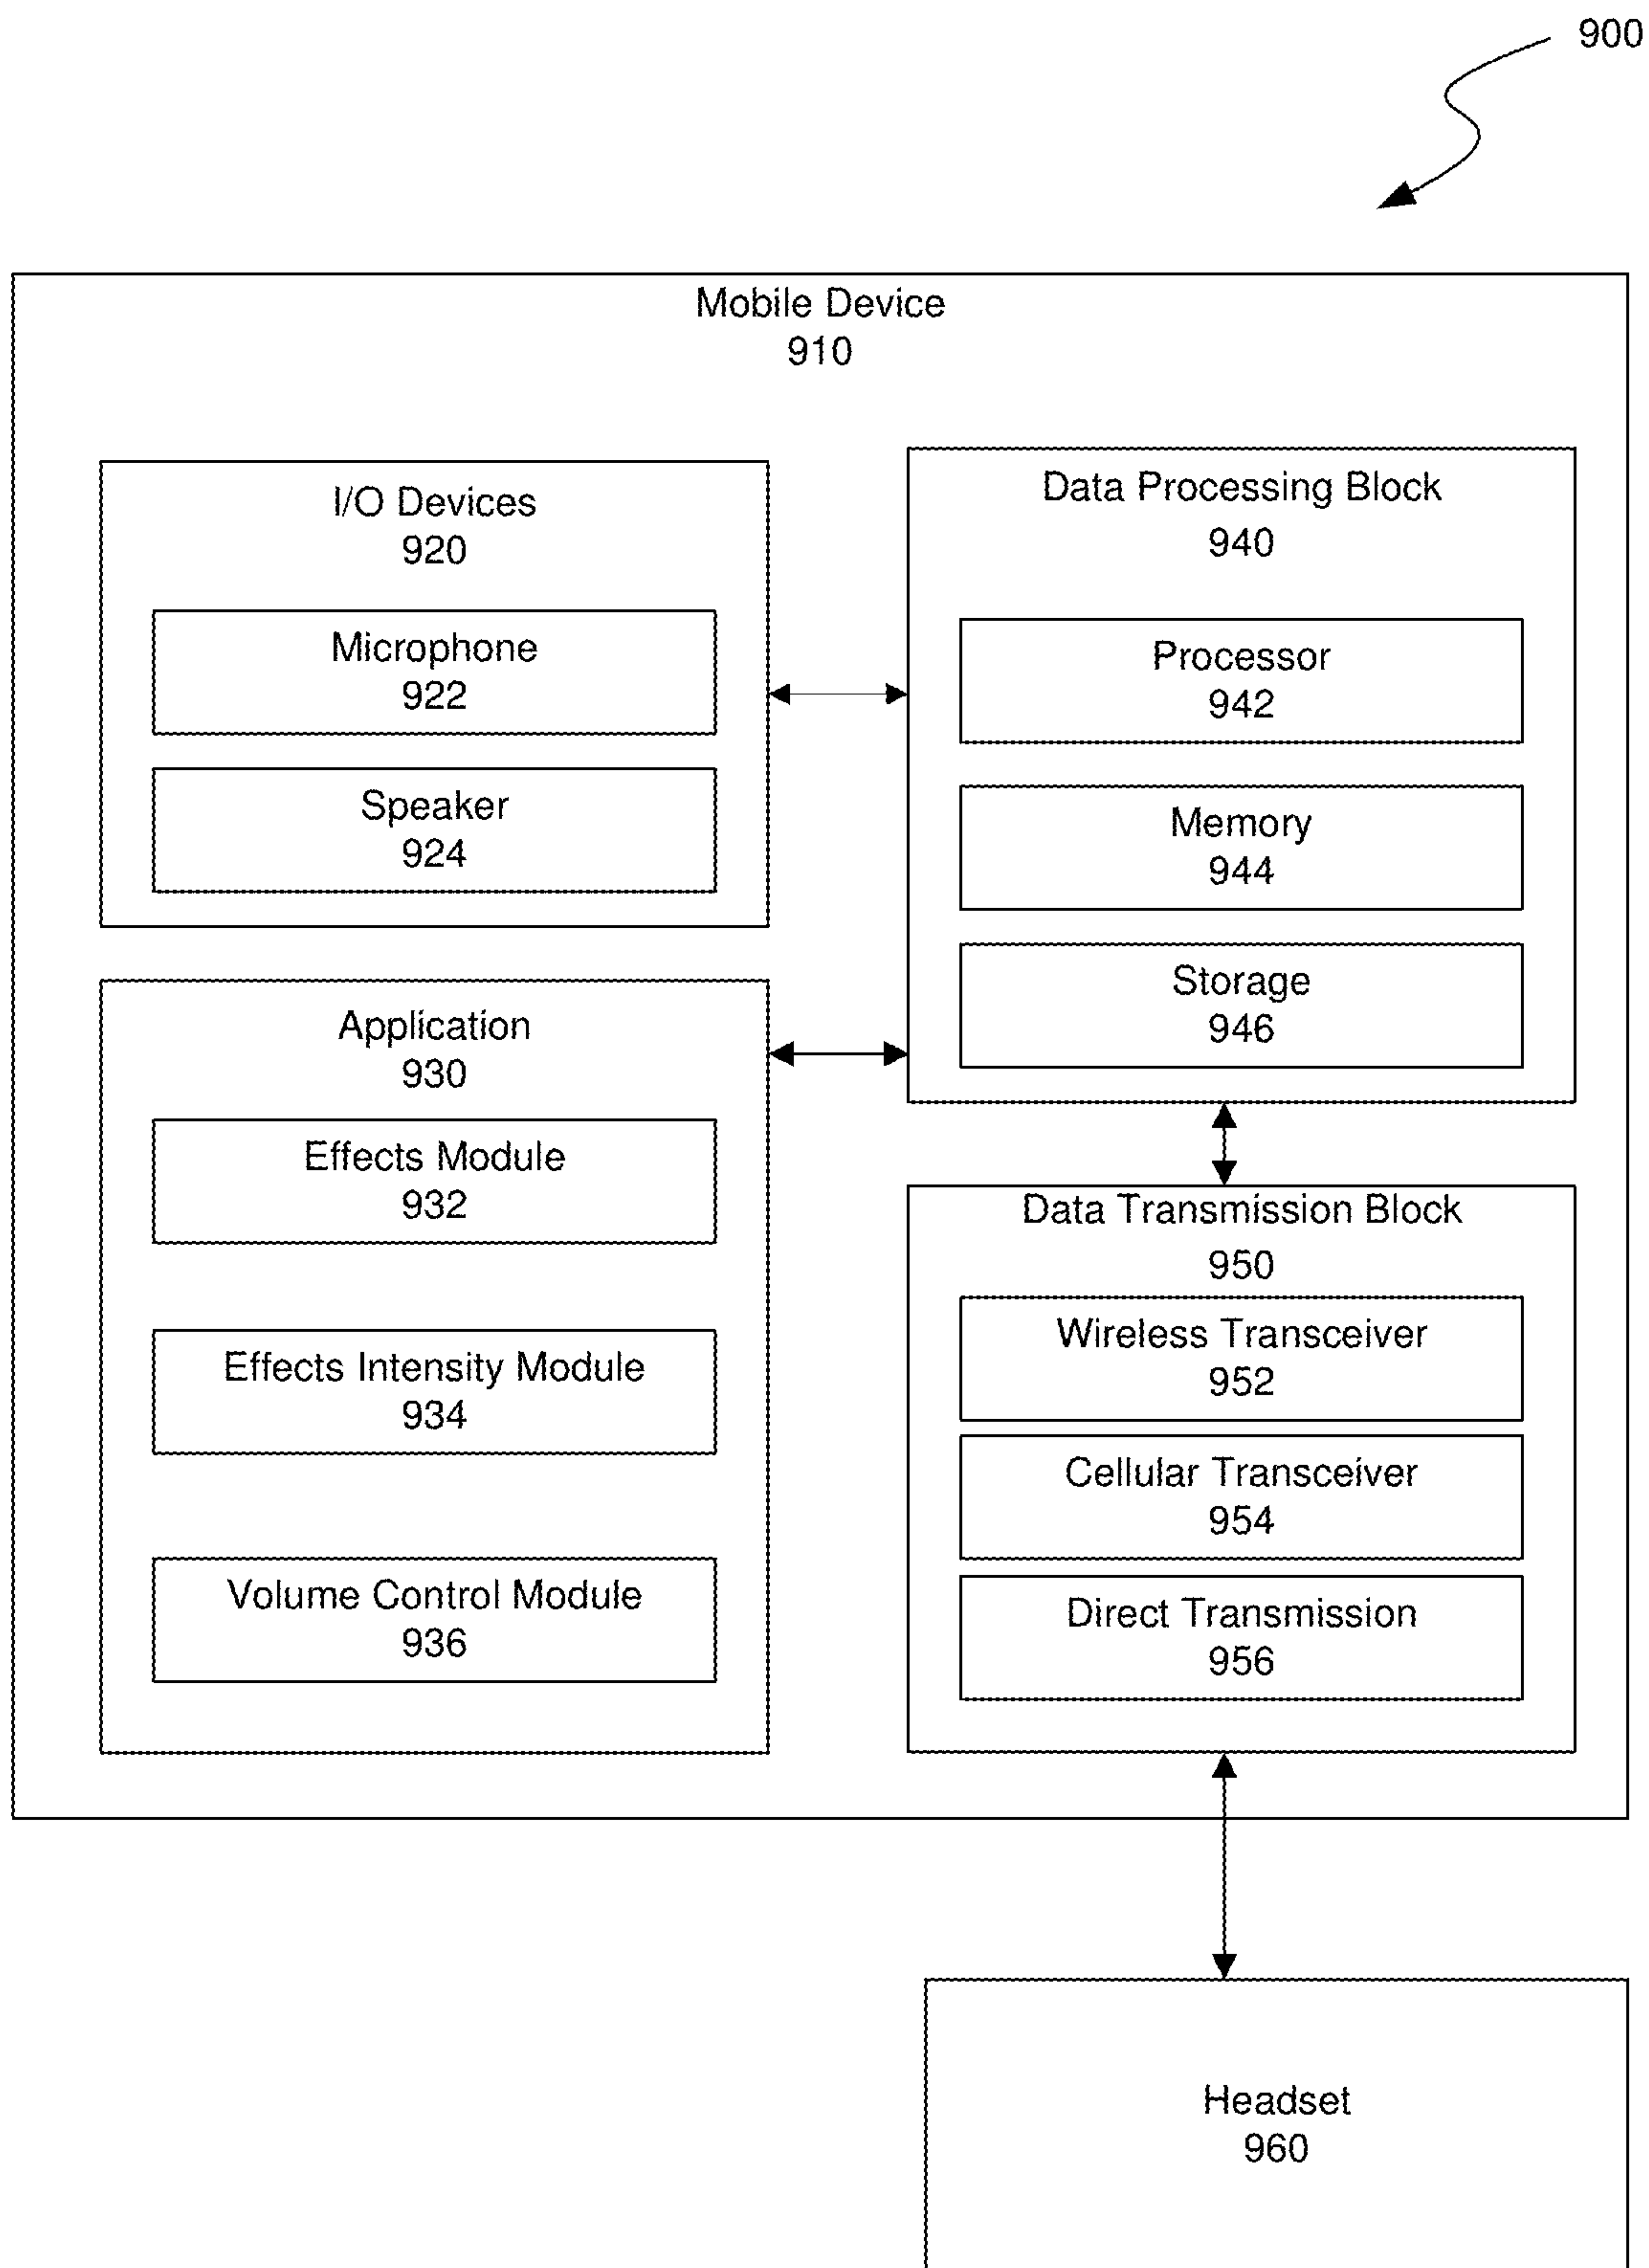 900
Mobile Device
910
I/O Devices
920
Microphone
922
Speaker
924
Application
930
Effects Module
932
Effects Intensity Module
934
Volume Control Module
936
Data Processing Block
940
Processor
942
Memory
944
Storage
946
Data Transmission Block
950
Wireless Transceiver
952
Cellular Transceiver
954
Direct Transmission
956
Headset
960